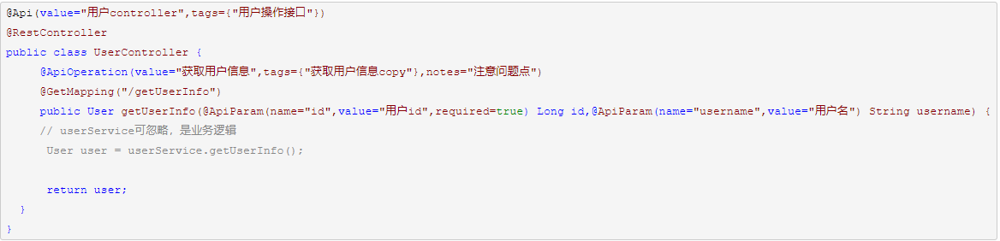 @Api(value="用户controller",tags={"用户操作接口"})
@RestController
public class UserController {
     @ApiOperation(value="获取用户信息",tags={"获取用户信息copy"},notes="注意问题点")
     @GetMapping("/getUserInfo")
     public User getUserInfo(@ApiParam(name="id",value="用户id",required=true) Long id,@ApiParam(name="username",value="用户名") String username) {
     // userService可忽略，是业务逻辑
      User user = userService.getUserInfo();

      return user;
  }
}